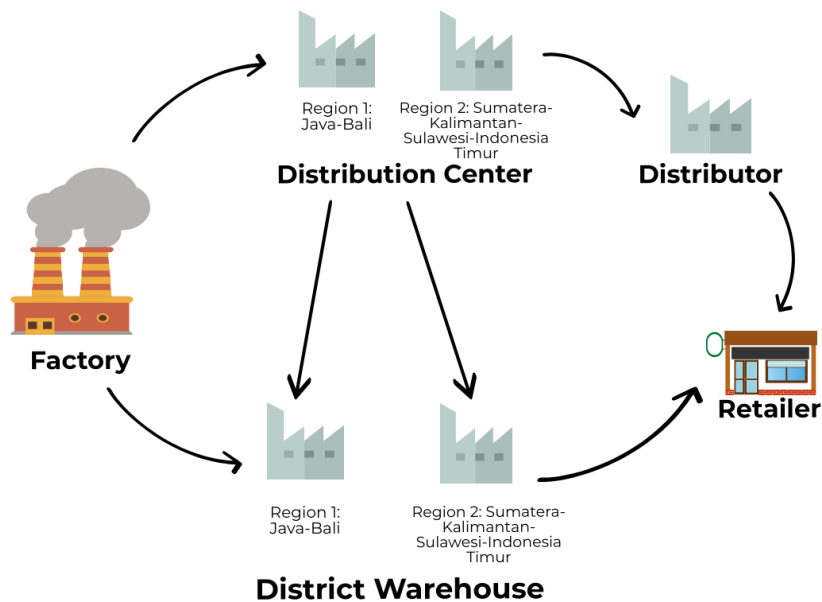 Region 1:
Java-Bali
Region 2: Sumatera-
Kalimantan-
Sulawesi-Indonesia
Timur
Distribution Center
Distributor
Factory
Retailer
Region 1:
Java-Bali
Region 2: Sumatera-
Kalimantan-
Sulawesi-Indonesia
Timur
District Warehouse